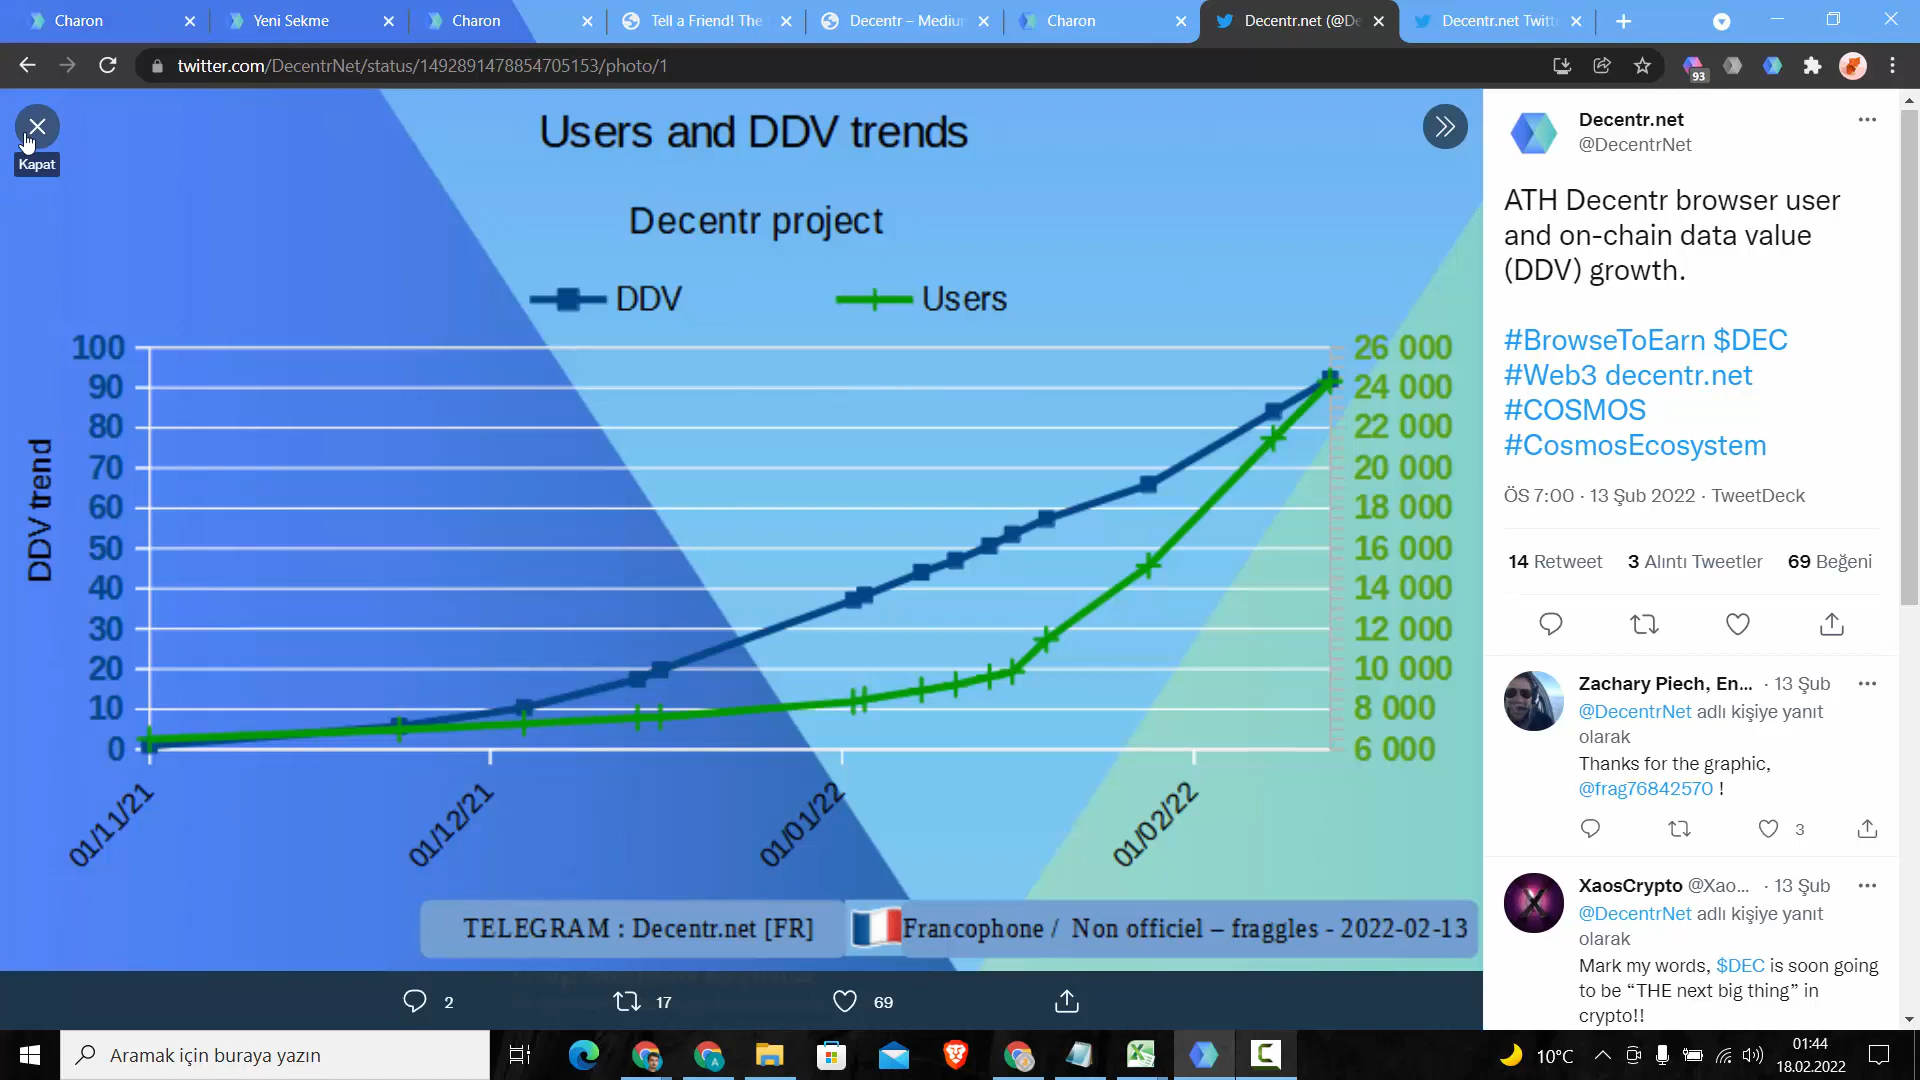 Charon
Yeni Sekme
Charon
Tell a Friend! The
Decentr – Medium
Charon
Decentr.net (@De
Decentr.net Twitt
twitter.com/DecentrNet/status/1492891478854705153/photo/1
93
Kapat
Users and DDV trends
Decentr project
DDV
Users
DDV trend
100
90
80
70
60
50
40
30
20
10
0
26 000
24 000
22 000
20 000
18 000
16 000
14 000
12 000
10 000
8 000
6 000
01/11/21
01/12/21
01/01/22
01/02/22
TELEGRAM : Decentr.net [FR]
Francophone / Non officiel – fraggles - 2022-02-13
2
17
69
Decentr.net
@DecentrNet
ATH Decentr browser user
and on-chain data value
(DDV) growth.
#BrowseToEarn $DEC
#Web3 decentr.net
#COSMOS
#CosmosEcosystem
ÖS 7:00 · 13 Şub 2022 · TweetDeck
14 Retweet 3 Alıntı Tweetler 69 Beğeni
Zachary Piech, En... · 13 Şub
@DecentrNet adlı kişiye yanıt
olarak
Thanks for the graphic,
@frag76842570 !
3
XaosCrypto @Xao... · 13 Şub
@DecentrNet adlı kişiye yanıt
olarak
Mark my words, $DEC is soon going
to be “THE next big thing” in
crypto!!
Aramak için buraya yazın
10°C
01:44
18.02.2022